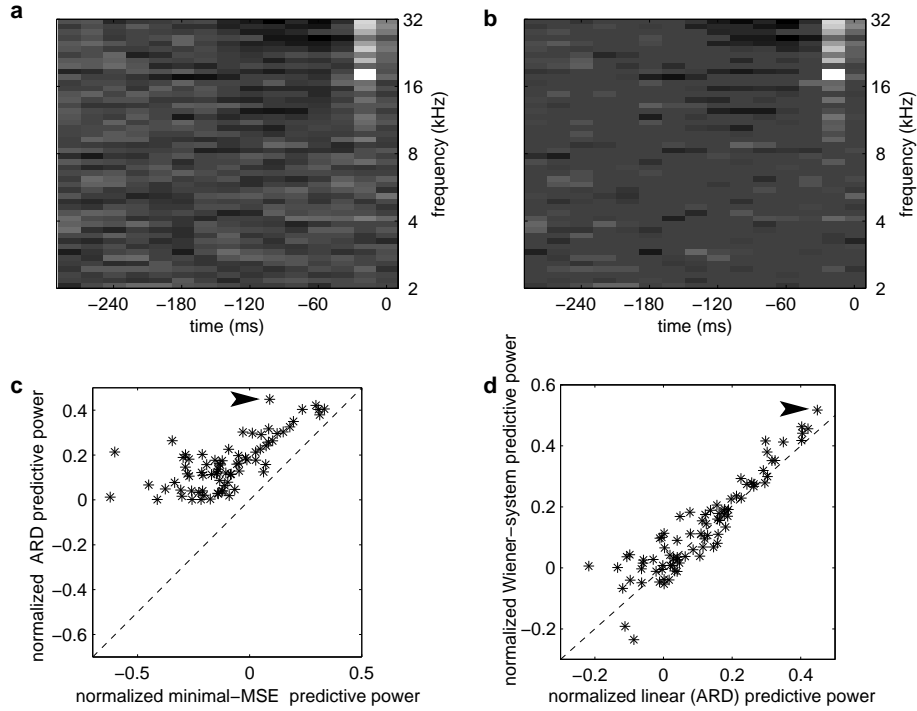 a
32
16
8
4
2
frequency (kHz)
−240 −180 −120 −60 0
time (ms)
b
32
16
8
4
2
frequency (kHz)
−240 −180 −120 −60 0
time (ms)
c
normalized ARD predictive power
0.4
0.2
0
−0.2
−0.4
−0.6
−0.5 0 0.5
normalized minimal−MSE predictive power
d
normalized Wiener−system predictive power
0.6
0.4
0.2
0
−0.2
−0.2 0 0.2 0.4
normalized linear (ARD) predictive power